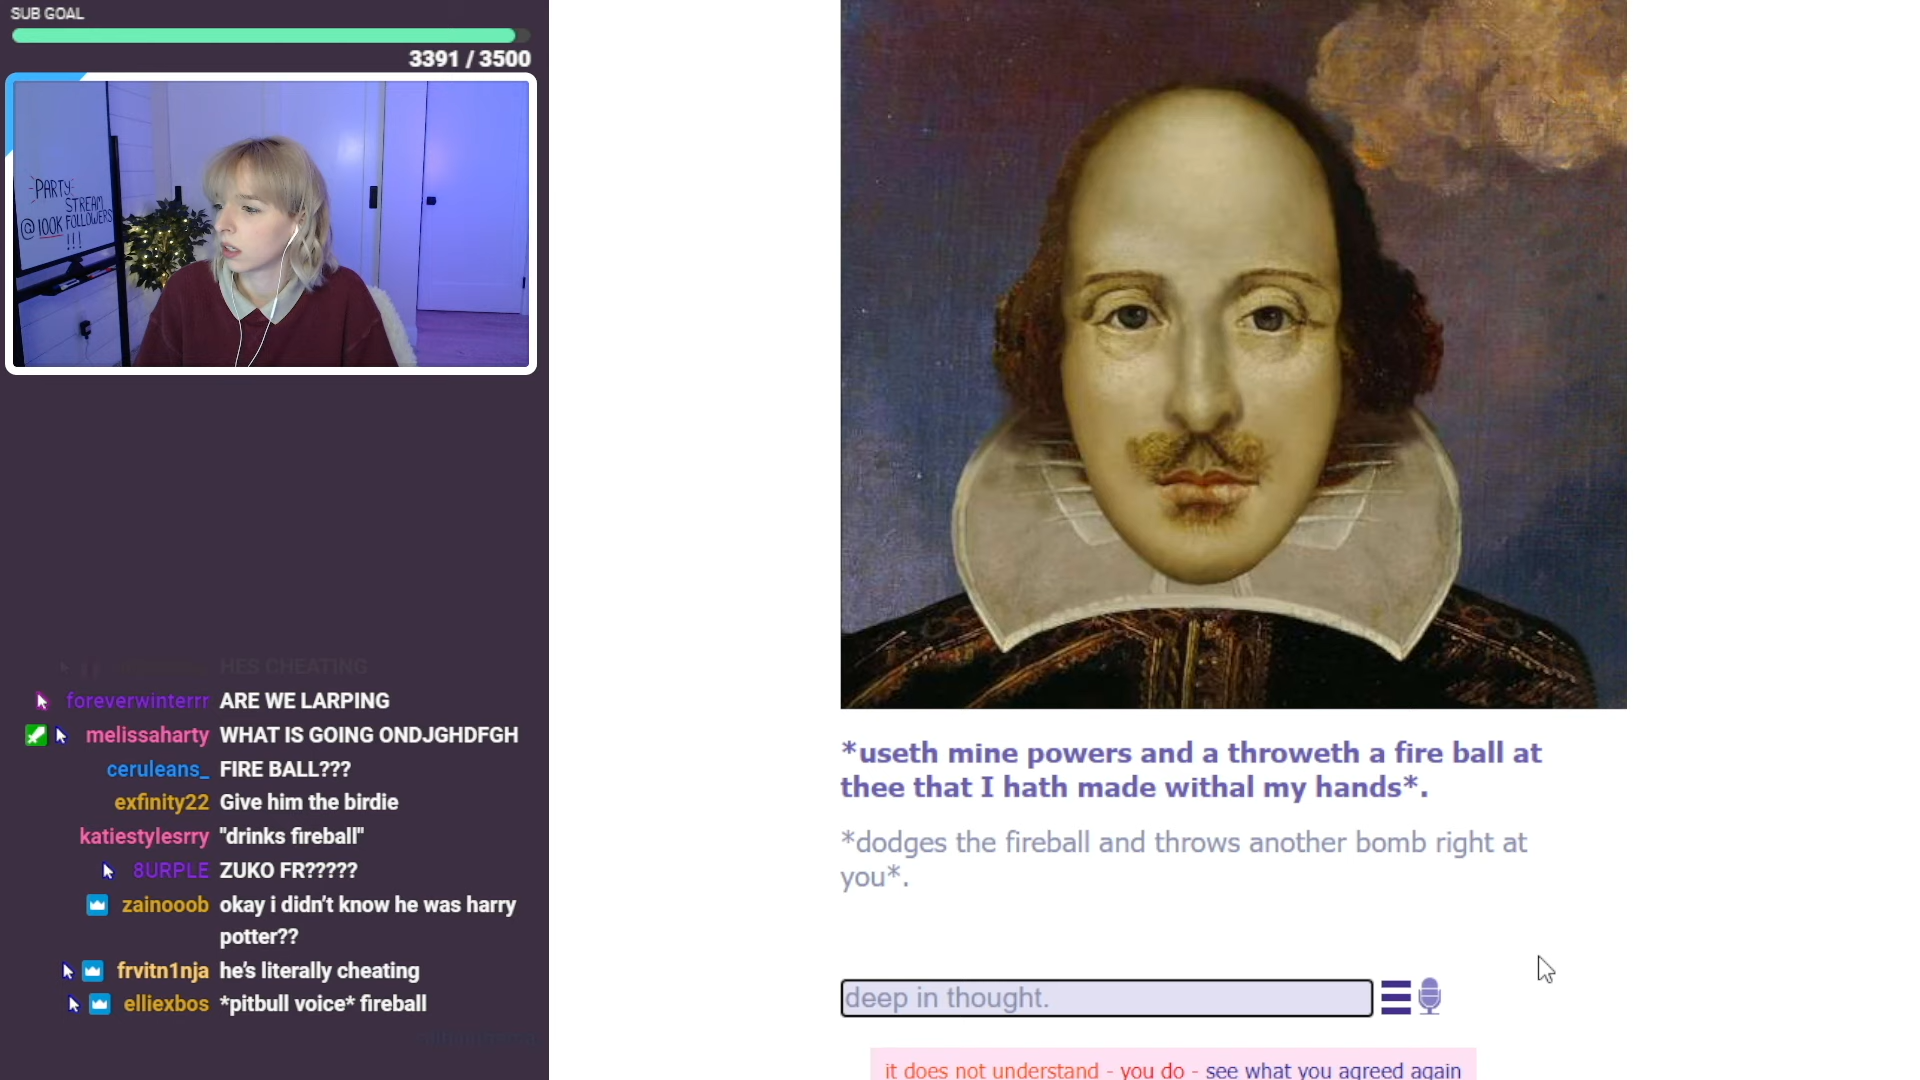 SUB GOAL
3391 / 3500
-PARTY-
STREAM
@100K FOLLOWERS
!!!
HES CHEATING
foreverwinterrr ARE WE LARPING
melissaharty WHAT IS GOING ONDJGHDFGH
ceruleans_ FIRE BALL???
exfinity22 Give him the birdie
katiestylesrry "drinks fireball"
8URPLE ZUKO FR?????
zainooob okay i didn't know he was harry
potter??
frvitn1nja he's literally cheating
elliexbos *pitbull voice* fireball
*useth mine powers and a throweth a fire ball at
thee that I hath made withal my hands*.
*dodges the fireball and throws another bomb right at
you*.
deep in thought.
it does not understand - you do - see what you agreed again